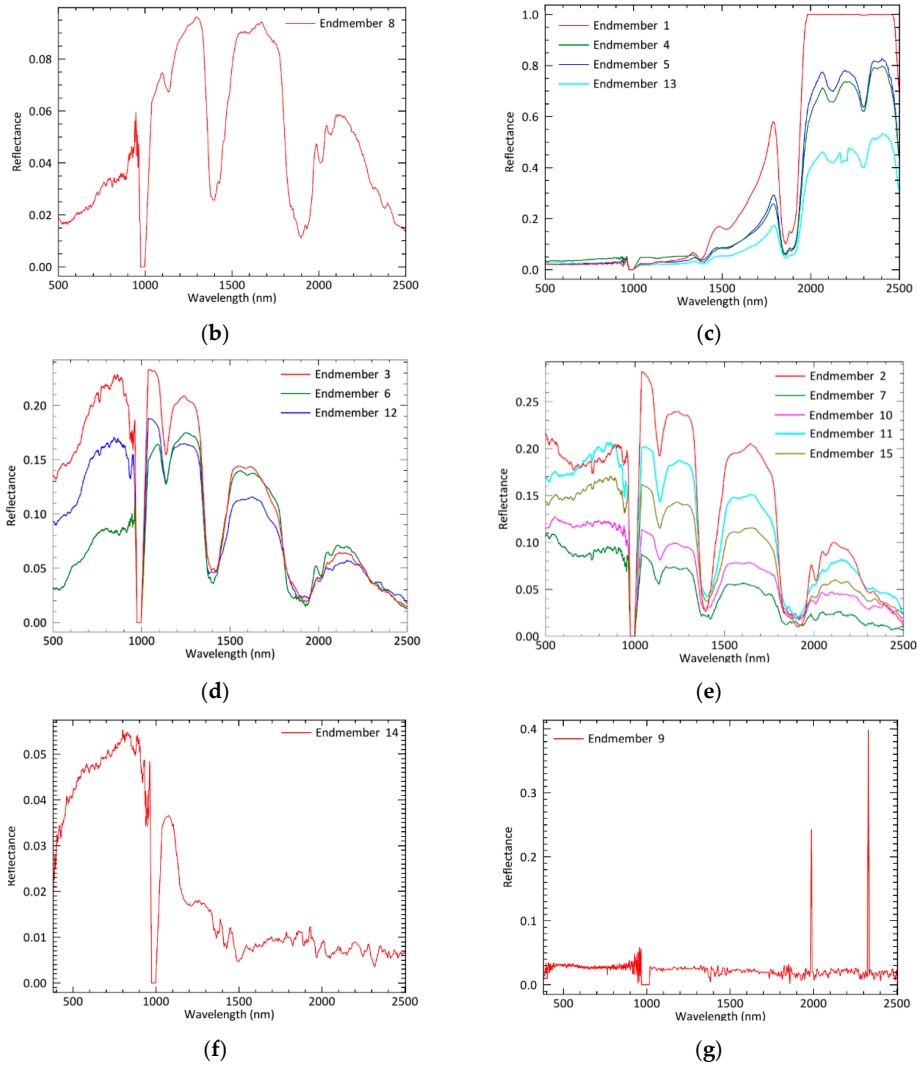 Endmember 8
0.08
0.06
0.04
0.02
0.00
Reflectance
500 1000 1500 2000 2500
Wavelength (nm)
(b)
Endmember 1
Endmember 4
Endmember 5
Endmember 13
1.0
0.8
0.6
0.4
0.2
0.0
Reflectance
500 1000 1500 2000 2500
Wavelength (nm)
(c)
Endmember 3
Endmember 6
Endmember 12
0.20
0.15
0.10
0.05
0.00
Reflectance
500 1000 1500 2000 2500
Wavelength (nm)
(d)
Endmember 2
Endmember 7
Endmember 10
Endmember 11
Endmember 15
0.25
0.20
0.15
0.10
0.05
0.00
Reflectance
500 1000 1500 2000 2500
Wavelength (nm)
(e)
Endmember 14
0.05
0.04
0.03
0.02
0.01
0.00
Reflectance
500 1000 1500 2000 2500
Wavelength (nm)
(f)
Endmember 9
0.4
0.3
0.2
0.1
0.0
Reflectance
500 1000 1500 2000 2500
Wavelength (nm)
(g)